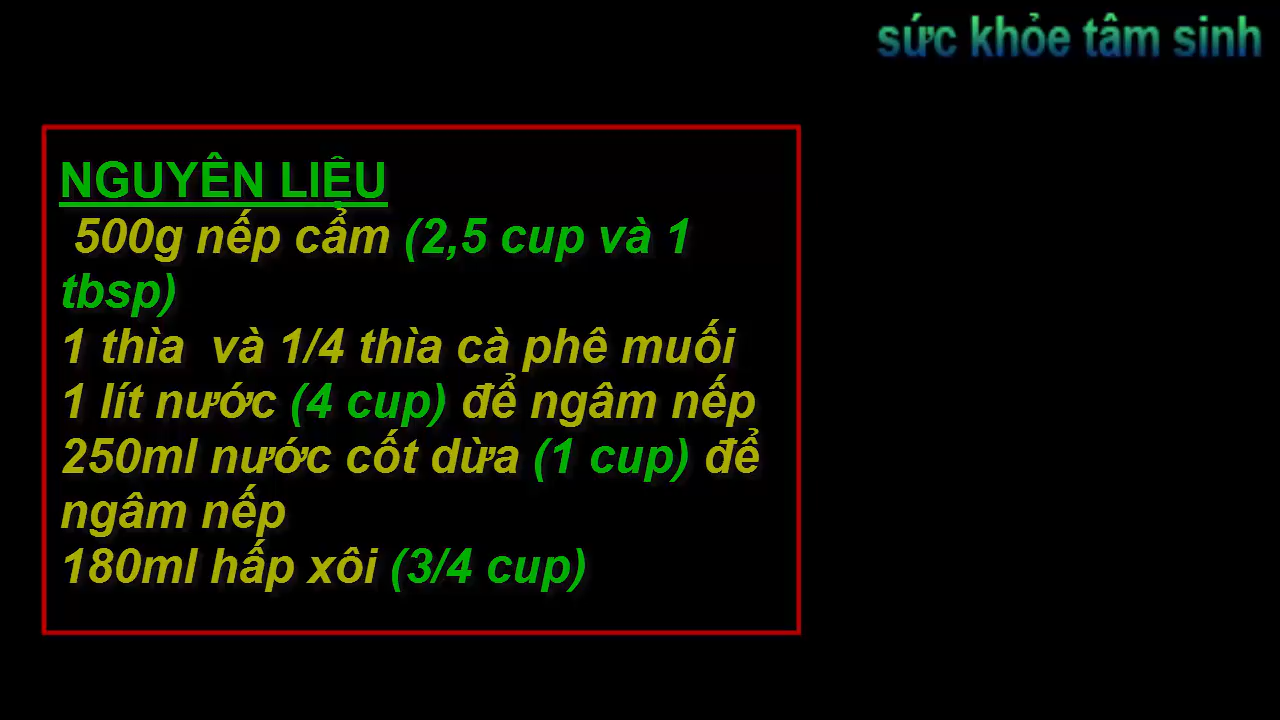 sức khỏe tâm sinh
NGUYÊN LIỆU
500g nếp cẩm (2,5 cup và 1
tbsp)
1 thìa và 1/4 thìa cà phê muối
1 lít nước (4 cup) để ngâm nếp
250ml nước cốt dừa (1 cup) để
ngâm nếp
180ml hấp xôi (3/4 cup)